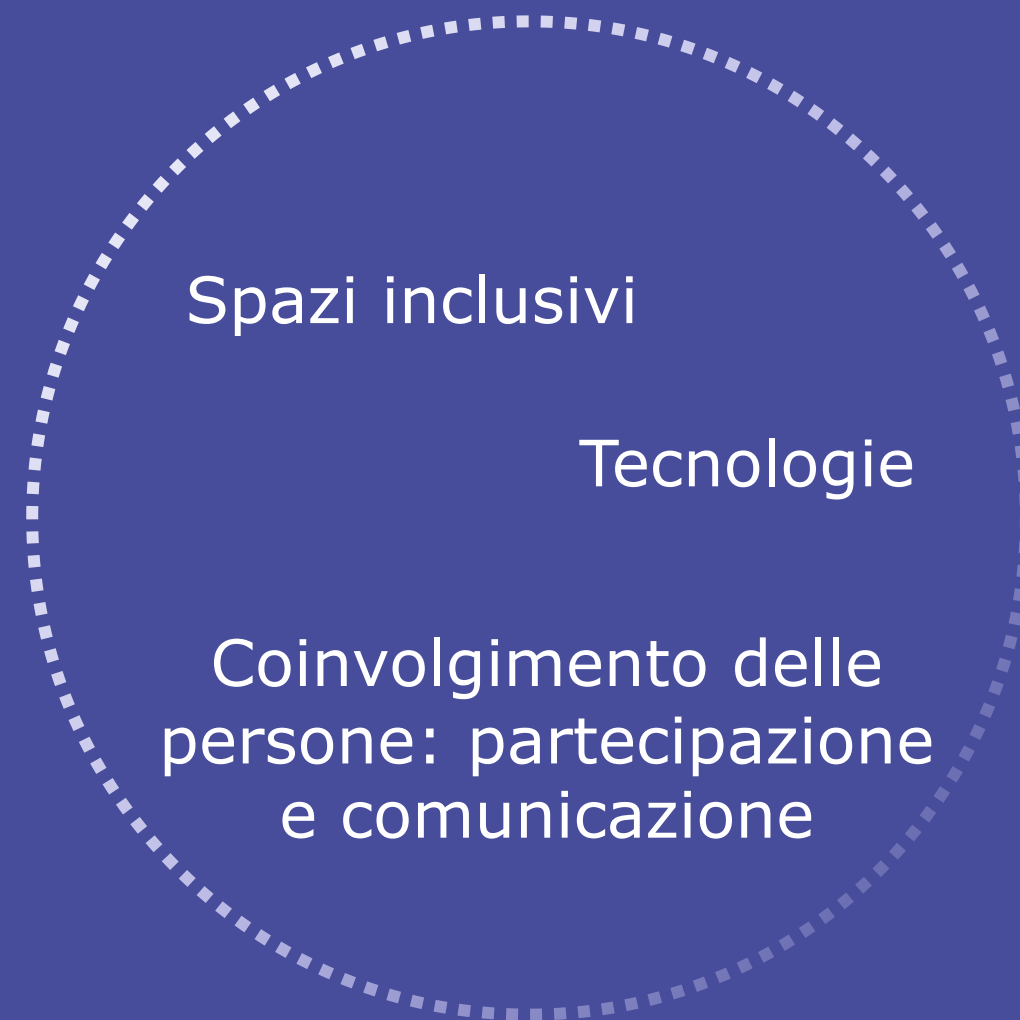 Spazi inclusivi
Tecnologie
Coinvolgimento delle
persone: partecipazione
e comunicazione